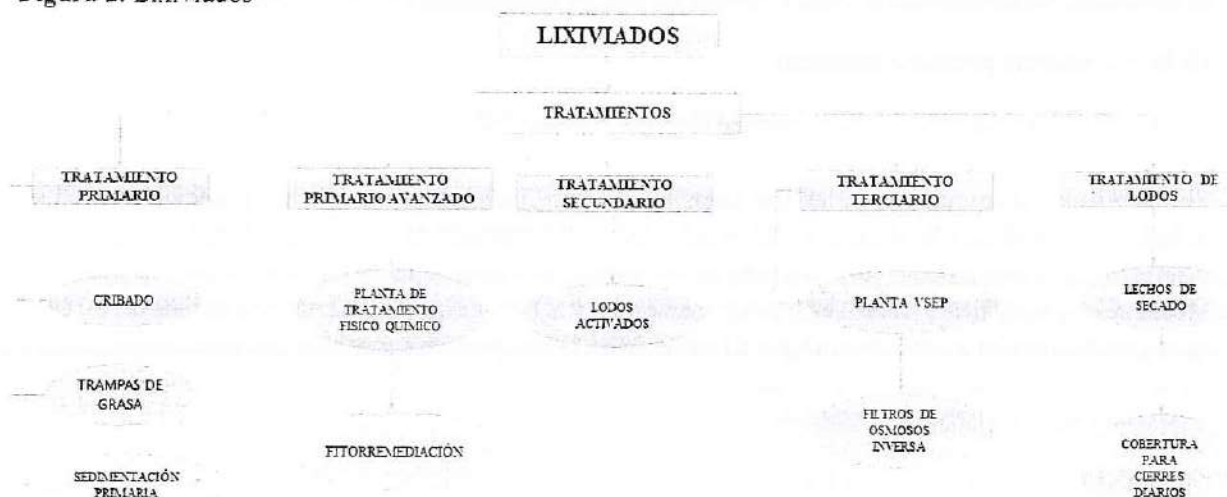 LIXIVIADOS
TRATAMIENTOS
TRATAMIENTO
PRIMARIO
TRATAMIENTO
PRIMARIO AVANZADO
TRATAMIENTO
SECUNDARIO
TRATAMIENTO
TERCIARIO
TRATAMIENTO DE
LODOS
CRIBADO
PLANTA DE
TRATAMIENTO
FISICO QUIMICO
LODOS
ACTIVADOS
PLANTA VSEP
LECHOS DE
SECADO
TRAMPAS DE
GRASA
FITORREMEDIACIÓN
FILTROS DE
OSMOSOS
INVERSA
COBERTURA
PARA
CIERRES
DIARIOS
SEDIMENTACIÓN
PRIMARIA